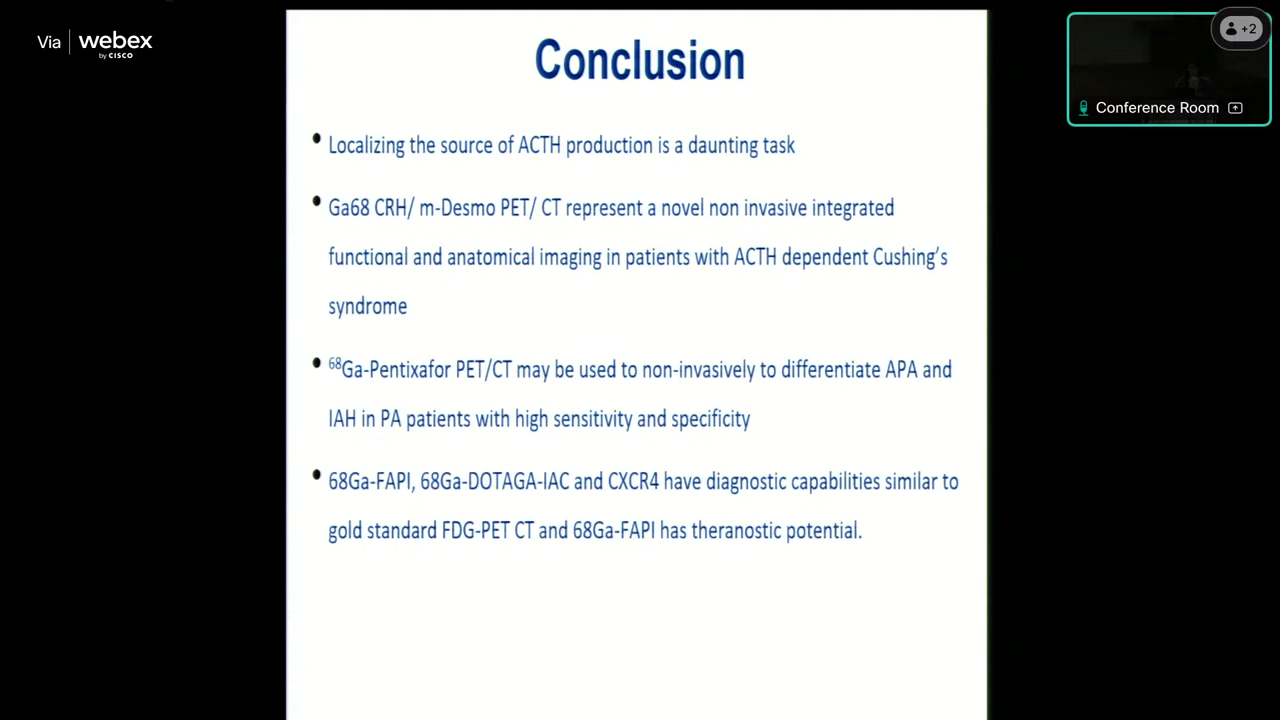 Via webex
by CISCO
+2
Conference Room
Conclusion
• Localizing the source of ACTH production is a daunting task
• Ga68 CRH/ m-Desmo PET/ CT represent a novel non invasive integrated
functional and anatomical imaging in patients with ACTH dependent Cushing's
syndrome
• ⁶⁸Ga-Pentixafor PET/CT may be used to non-invasively to differentiate APA and
IAH in PA patients with high sensitivity and specificity
• 68Ga-FAPI, 68Ga-DOTAGA-IAC and CXCR4 have diagnostic capabilities similar to
gold standard FDG-PET CT and 68Ga-FAPI has theranostic potential.